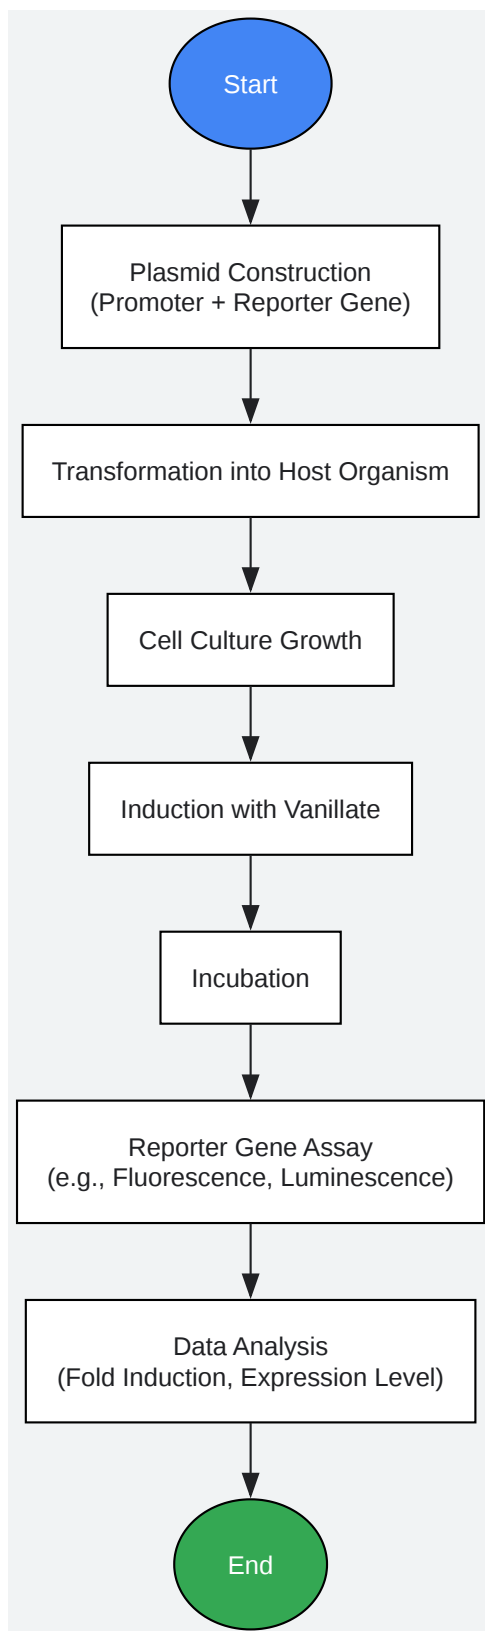 Start
Plasmid Construction
(Promoter + Reporter Gene)
Transformation into Host Organism
Cell Culture Growth
Induction with Vanillate
Incubation
Reporter Gene Assay
(e.g., Fluorescence, Luminescence)
Data Analysis
(Fold Induction, Expression Level)
End